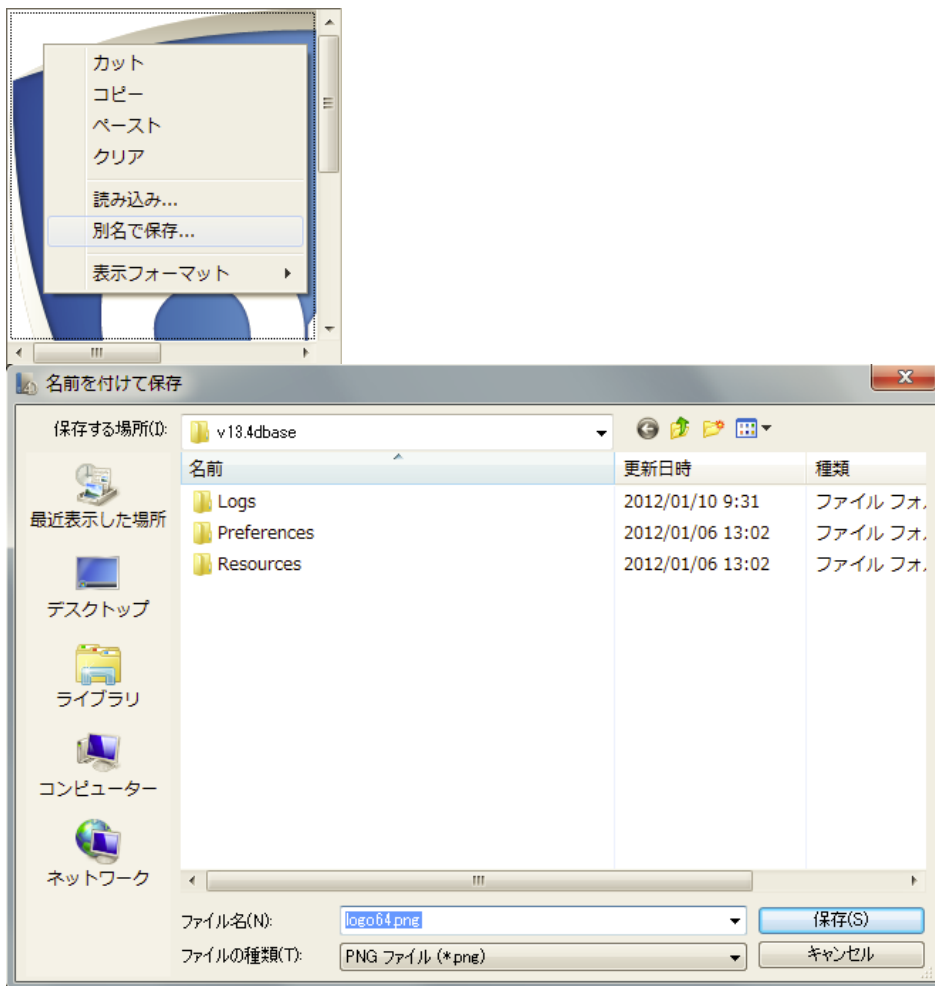 カット
コピー
ペースト
クリア
読み込み...
別名で保存...
表示フォーマット
名前を付けて保存
保存する場所(I):
v13.4dbase
名前 更新日時 種類
Logs 2012/01/10 9:31 ファイル フォ
Preferences 2012/01/06 13:02 ファイル フォ
Resources 2012/01/06 13:02 ファイル フォ
最近表示した場所
デスクトップ
ライブラリ
コンピューター
ネットワーク
ファイル名(N): logo64.png 保存(S)
ファイルの種類(T): PNG ファイル (*png) キャンセル